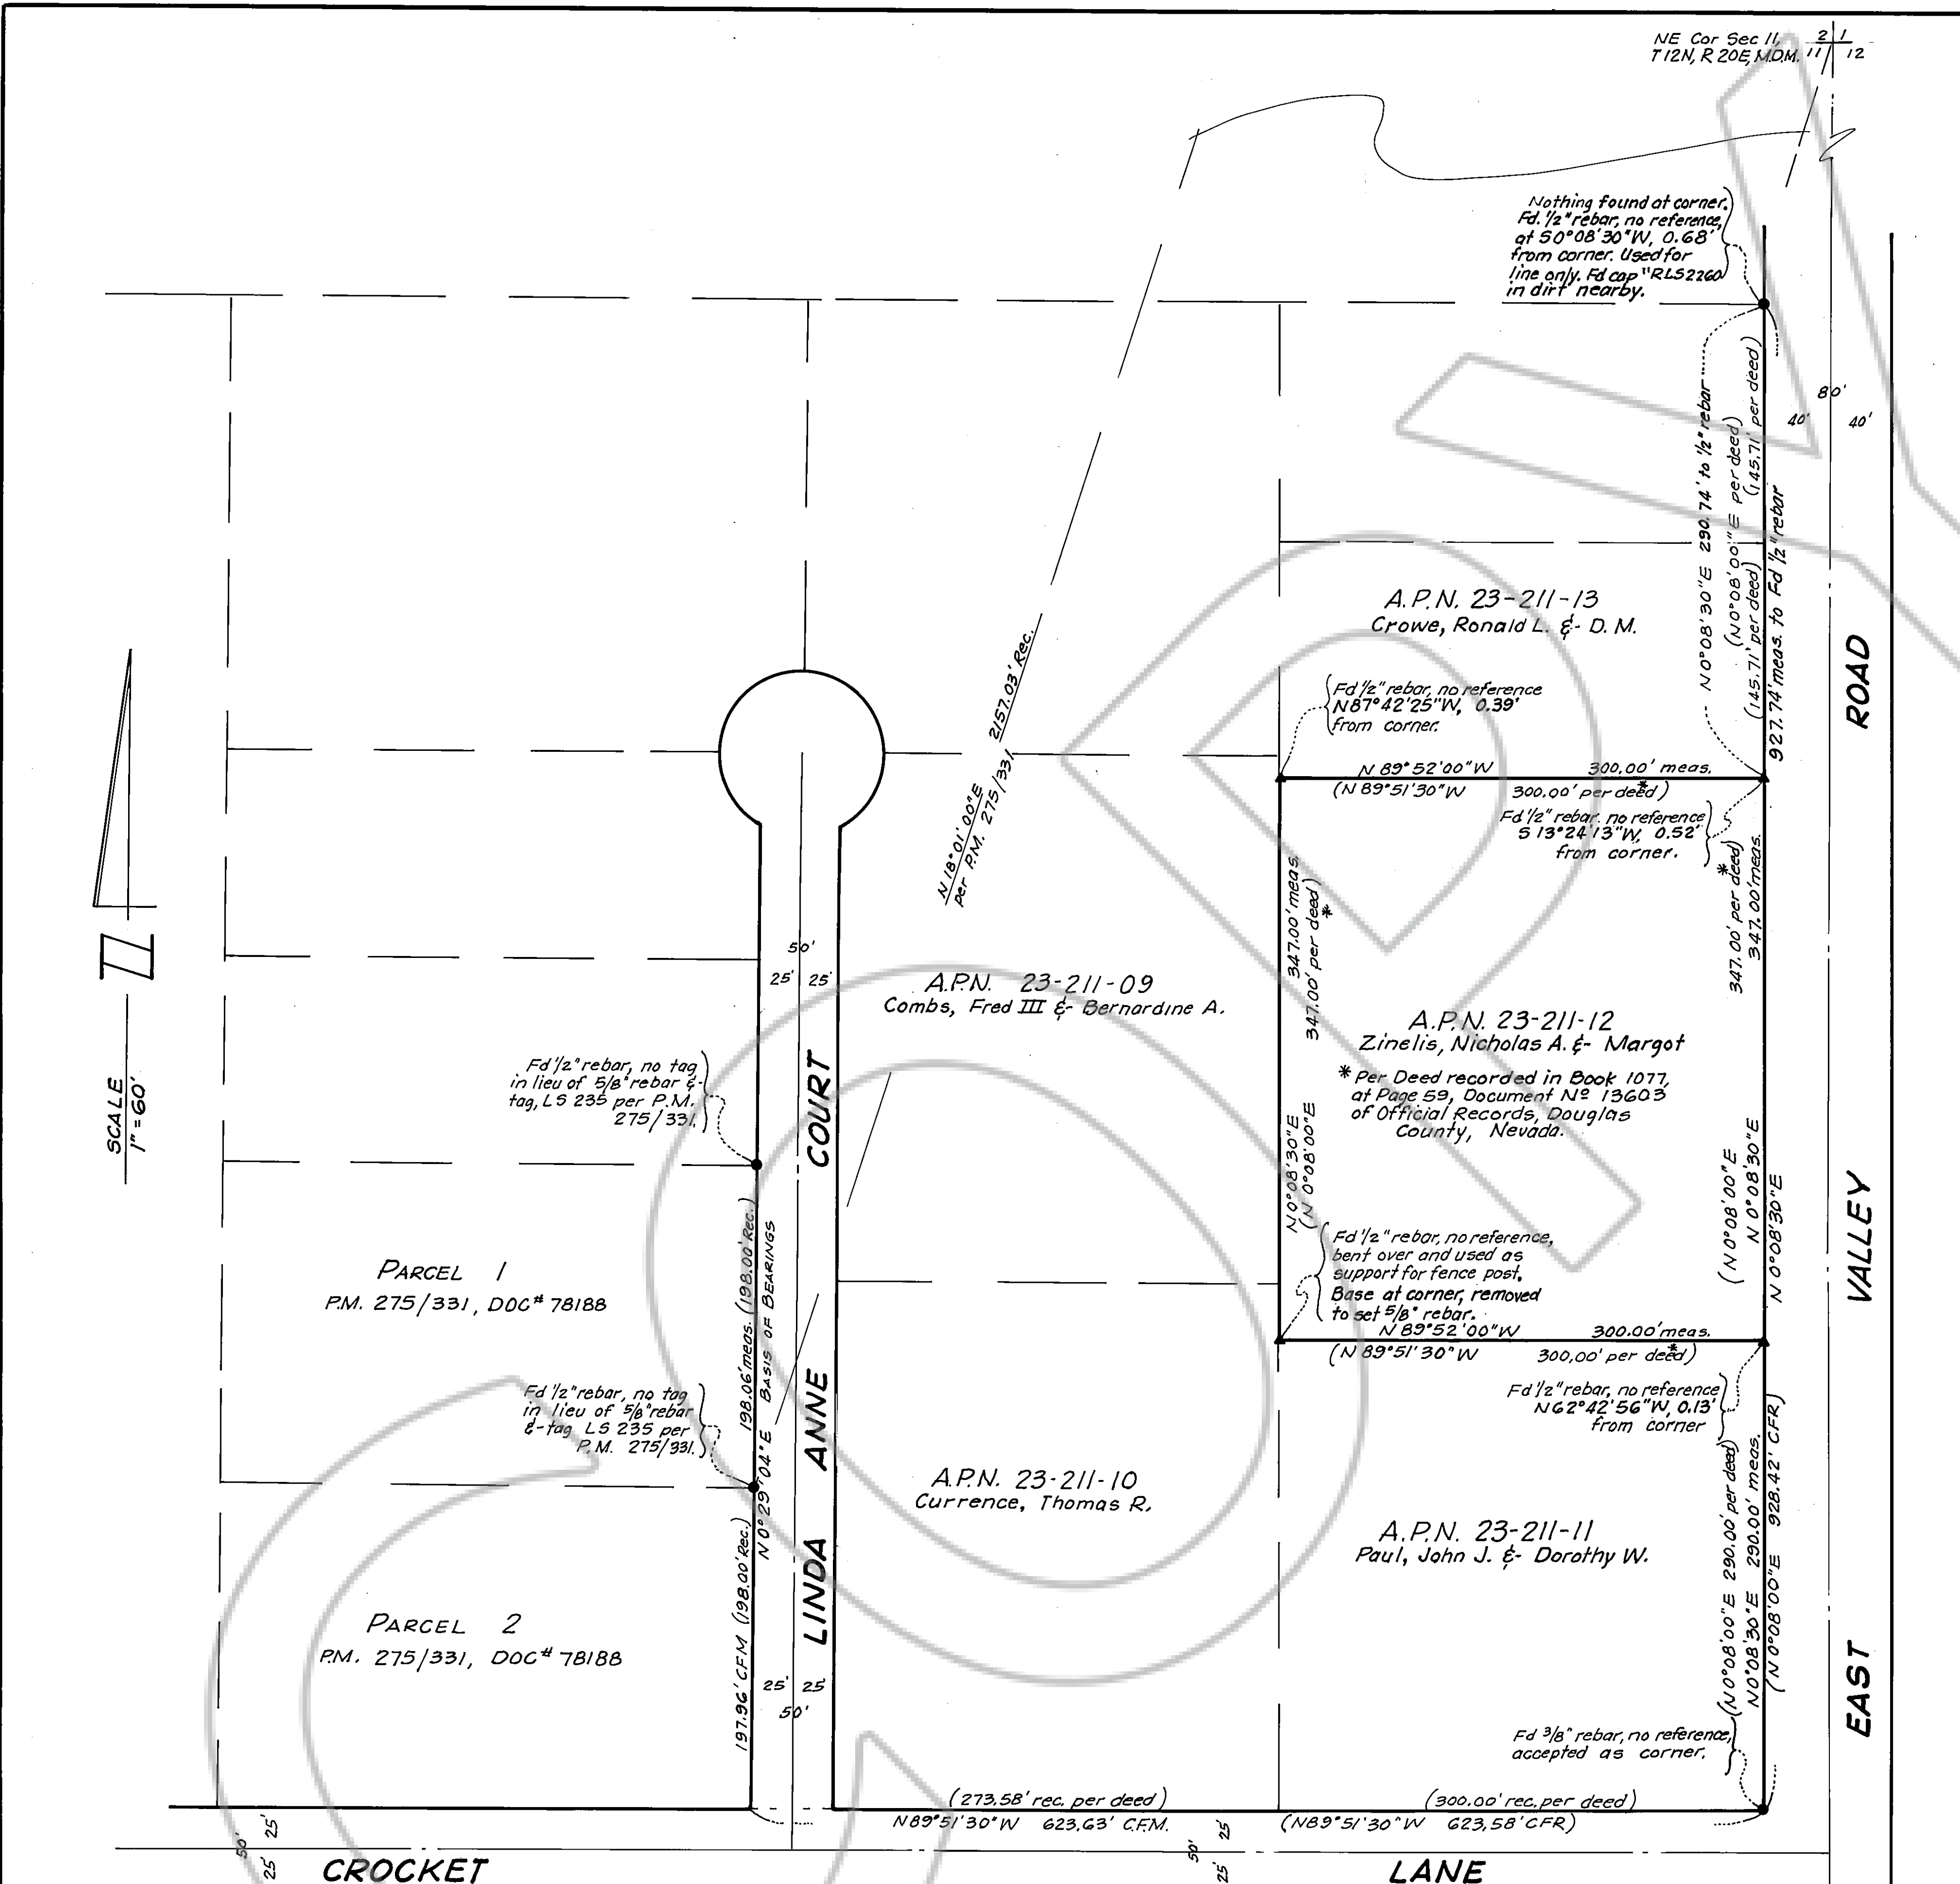 NE Cor Sec 11,
T12N, R 20E, M.D.M.
2 1
11 12
Nothing found at corner.
Fd. 1/2" rebar, no reference,
at S0°08'30"W, 0.68'
from corner. Used for
line only. Fd cap "RLS2260
in dirt nearby.
80'
40' 40'
N0°08'30"E 290.74' to 1/2" rebar
(N0°08'00"E per deed)
(145.71' per deed)
(145.71' per deed)
927.74' meas. to Fd 1/2" rebar
A.P.N. 23-211-13
Crowe, Ronald L. & D. M.
Fd 1/2" rebar, no reference
N87°42'25"W, 0.39'
from corner.
N 89°52'00"W 300.00' meas.
(N 89°51'30"W 300.00' per deed*)
Fd 1/2" rebar. no reference
S 13°24'13"W, 0.52'
from corner.
N 18°01'00"E 2157.03' Rec.
per P.M. 275/331
SCALE
1"=60'
50'
25' 25'
A.P.N. 23-211-09
Combs, Fred III & Bernardine A.
347.00' meas.
347.00' per deed) *
347.00' per deed) *
347.00' meas.
A.P.N. 23-211-12
Zinelis, Nicholas A. & Margot
* Per Deed recorded in Book 1077,
at Page 59, Document Nº 13603
of Official Records, Douglas
County, Nevada.
N0°08'30"E
(N 0°08'00"E
(N 0°08'00"E
N 0°08'30"E
N 0°08'30"E
Fd 1/2" rebar, no tag
in lieu of 5/8" rebar &
tag, LS 235 per P.M.
275/331.
PARCEL 1
P.M. 275/331, DOC# 78188
198.06' meas. (198.00' Rec.)
N 0°29'04"E BASIS OF BEARINGS
Fd 1/2" rebar, no reference,
bent over and used as
support for fence post.
Base at corner, removed
to set 5/8" rebar.
N 89°52'00"W 300.00' meas.
(N 89°51'30"W 300.00' per deed*)
Fd 1/2" rebar, no reference
N62°42'56"W, 0.13'
from corner
Fd 1/2" rebar, no tag
in lieu of 5/8" rebar
& tag LS 235 per
P.M. 275/331.
A.P.N. 23-211-10
Currence, Thomas R.
A.P.N. 23-211-11
Paul, John J. & Dorothy W.
(N0°08'00"E 290.00' per deed)
N0°08'30"E 290.00' meas.
(N 0°08'00"E 928.42' CFR)
PARCEL 2
P.M. 275/331, DOC# 78188
197.96' CFM (198.00' Rec.)
25' 25'
50'
LINDA ANNE COURT
EAST VALLEY ROAD
Fd 3/8" rebar, no reference,
accepted as corner.
(273.58' rec. per deed)
(300.00' rec. per deed)
N89°51'30"W 623.63' C.F.M.
(N89°51'30"W 623.58' CFR)
50' 25' 25'
50' 25' 25'
CROCKET LANE
COPY